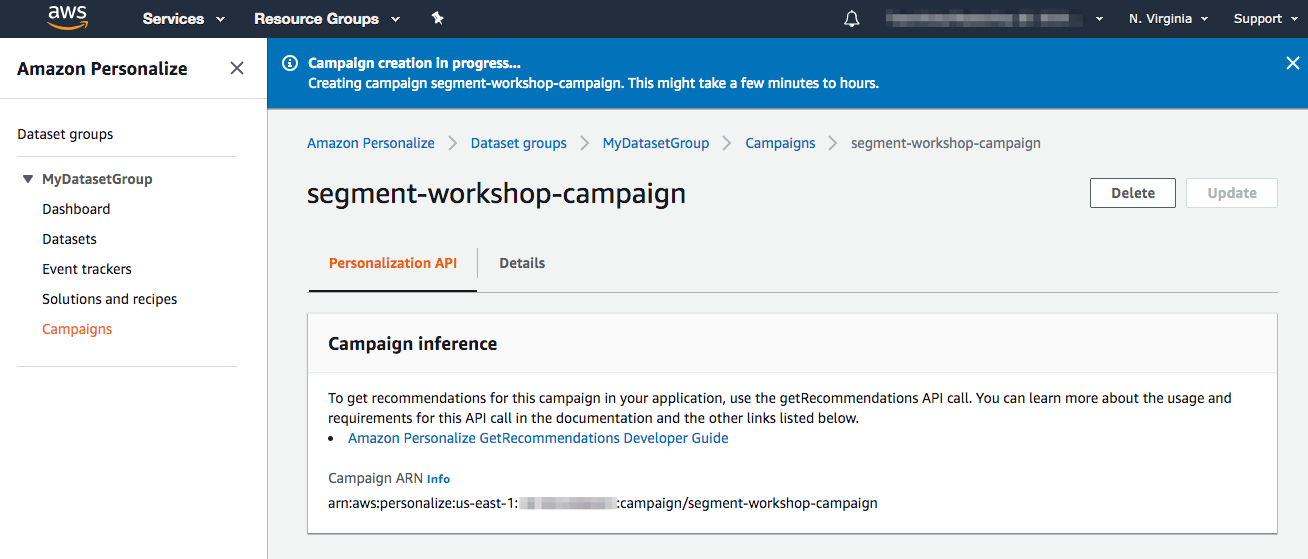 aws
Services
Resource Groups
N. Virginia
Support
Amazon Personalize
Dataset groups
MyDatasetGroup
Dashboard
Datasets
Event trackers
Solutions and recipes
Campaigns
Campaign creation in progress...
Creating campaign segment-workshop-campaign. This might take a few minutes to hours.
Amazon Personalize > Dataset groups > MyDatasetGroup > Campaigns > segment-workshop-campaign
segment-workshop-campaign
Delete
Update
Personalization API
Details
Campaign inference
To get recommendations for this campaign in your application, use the getRecommendations API call. You can learn more about the usage and
requirements for this API call in the documentation and the other links listed below.
• Amazon Personalize GetRecommendations Developer Guide
Campaign ARN Info
arn:aws:personalize:us-east-1: :campaign/segment-workshop-campaign